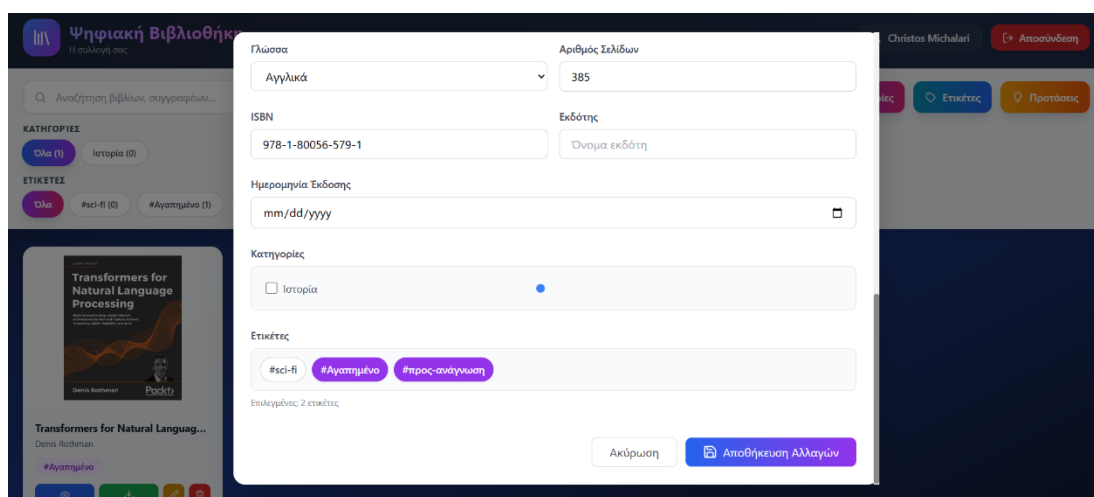 Ψηφιακή Βιβλιοθήκη
Η συλλογή σας
Christos Michalari
Αποσύνδεση
Αναζήτηση βιβλίων, συγγραφέων...
Ετικέτες
Προτάσεις
ΚΑΤΗΓΟΡΊΕΣ
Όλα (1)
Ιστορία (0)
ΕΤΙΚΈΤΕΣ
Όλα
#sci-fi (0)
#Αγαπημένο (1)
Γλώσσα
Αριθμός Σελίδων
Αγγλικά
385
ISBN
Εκδότης
978-1-80056-579-1
Όνομα εκδότη
Ημερομηνία Έκδοσης
mm/dd/yyyy
Κατηγορίες
Ιστορία
Ετικέτες
#sci-fi
#Αγαπημένο
#προς-ανάγνωση
Επιλεγμένες: 2 ετικέτες
Ακύρωση
Αποθήκευση Αλλαγών
Transformers for
Natural Language
Processing
Denis Rothman
Packt>
Transformers for Natural Languag...
Denis Rothman
#Αγαπημένο